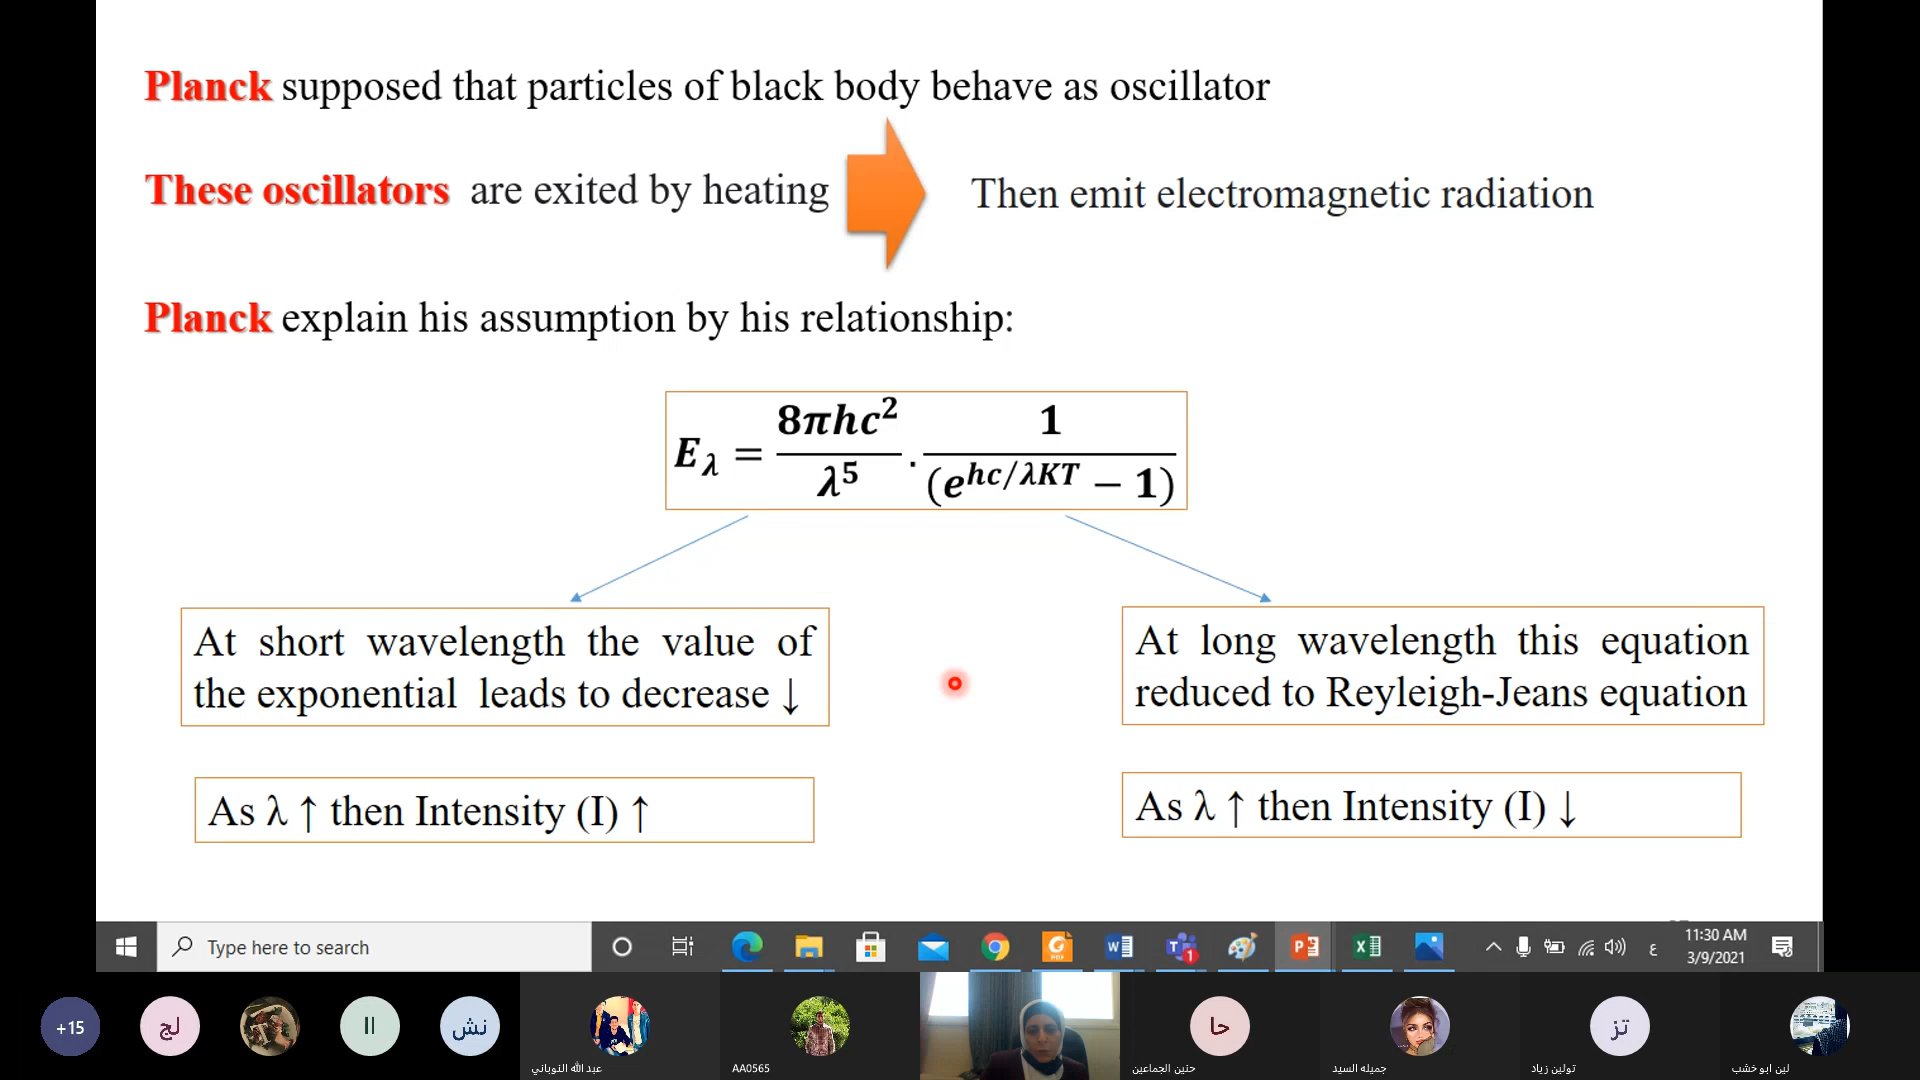 Planck supposed that particles of black body behave as oscillator
These oscillators are exited by heating
Then emit electromagnetic radiation
Planck explain his assumption by his relationship:
E_λ = 8πhc² / λ⁵ . 1 / (e^{hc/λKT} − 1)
At short wavelength the value of
the exponential leads to decrease ↓
At long wavelength this equation
reduced to Reyleigh-Jeans equation
As λ ↑ then Intensity (I) ↑
As λ ↑ then Intensity (I) ↓
Type here to search
ع
11:30 AM
3/9/2021
+15
لج
اا
نش
عبد الله النوباني
AA0565
حا
حنين الجماعين
جميله السيد
تز
تولين زياد
لين ابو خشب